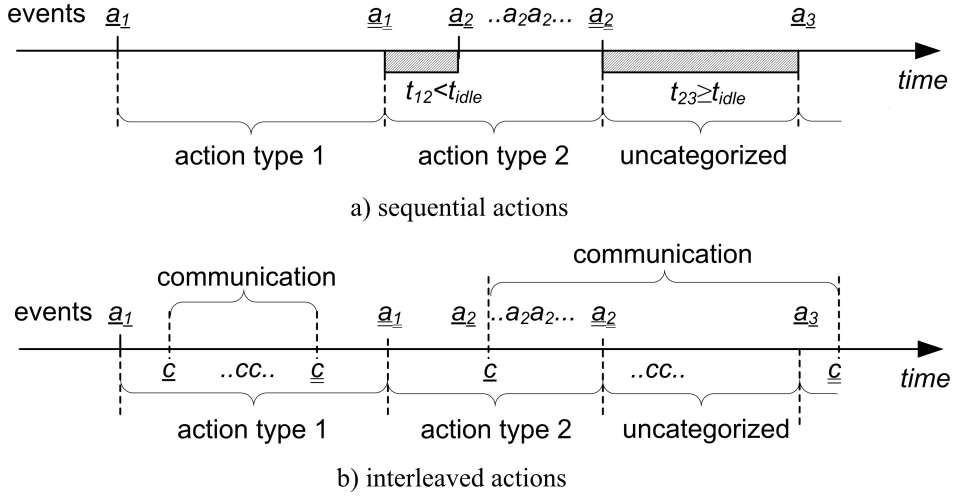 events a₁ a₁ a₂ ..a₂a₂... a₂ a₃
time
t₁₂<t_idle t₂₃≥t_idle
action type 1 action type 2 uncategorized
a) sequential actions
communication communication
events a₁ a₁ a₂ ..a₂a₂... a₂ a₃
c ..cc.. c c ..cc.. c time
action type 1 action type 2 uncategorized
b) interleaved actions